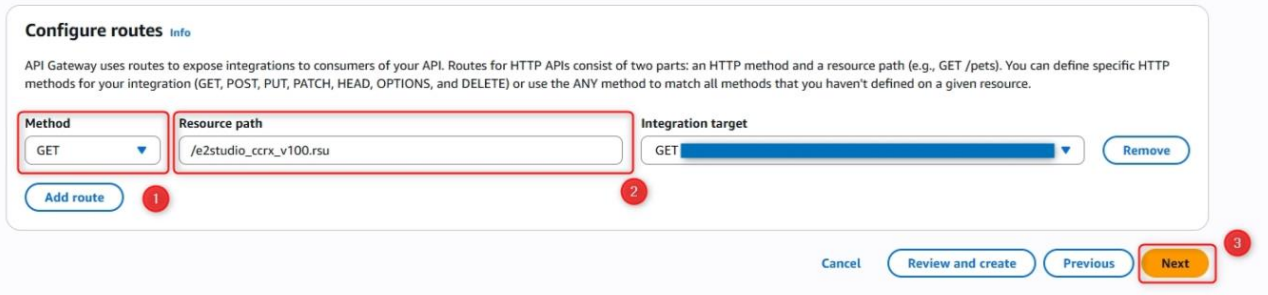 Configure routes Info
API Gateway uses routes to expose integrations to consumers of your API. Routes for HTTP APIs consist of two parts: an HTTP method and a resource path (e.g., GET /pets). You can define specific HTTP
methods for your integration (GET, POST, PUT, PATCH, HEAD, OPTIONS, and DELETE) or use the ANY method to match all methods that you haven't defined on a given resource.
Method Resource path Integration target
GET /e2studio_ccrx_v100.rsu GET Remove
Add route 1 2
3
Cancel Review and create Previous Next